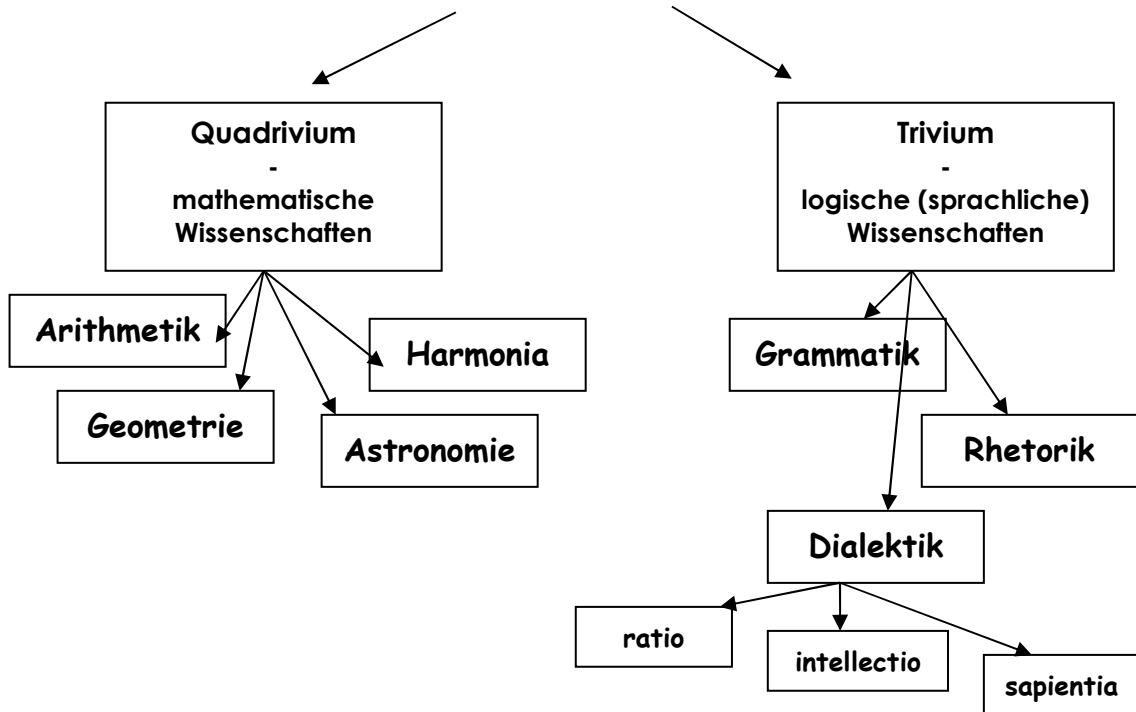 Quadrivium
-
mathematische
Wissenschaften
Trivium
-
logische (sprachliche)
Wissenschaften
Arithmetik
Harmonia
Geometrie
Astronomie
Grammatik
Rhetorik
Dialektik
ratio
intellectio
sapientia